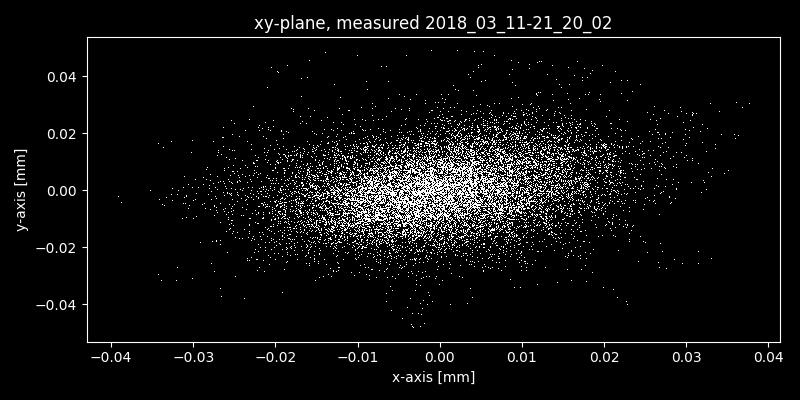 xy-plane, measured 2018_03_11-21_20_02
0.04
0.02
0.00
−0.02
−0.04
y-axis [mm]
−0.04 −0.03 −0.02 −0.01 0.00 0.01 0.02 0.03 0.04
x-axis [mm]